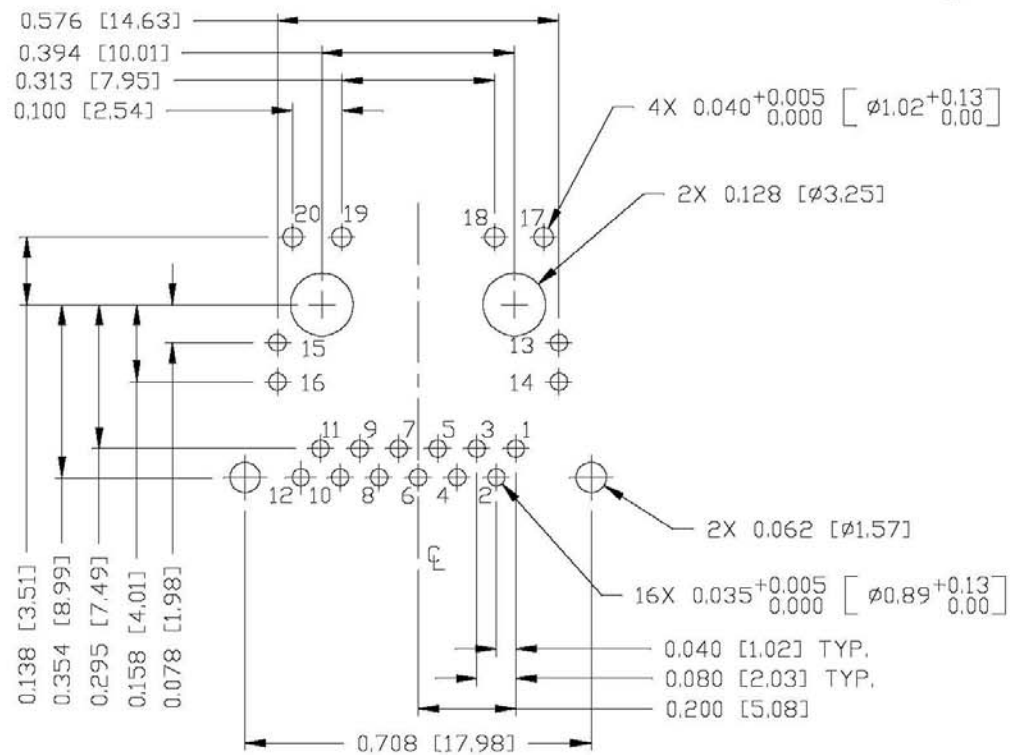 0.576 [14.63]
0.394 [10.01]
0.313 [7.95]
0.100 [2.54]
4X 0.040 +0.005 0.000 [ Ø1.02 +0.13 0.00 ]
2X 0.128 [Ø3.25]
20 19 18 17
15 13
16 14
11 9 7 5 3 1
12 10 8 6 4 2
2X 0.062 [Ø1.57]
℄
16X 0.035 +0.005 0.000 [ Ø0.89 +0.13 0.00 ]
0.138 [3.51]
0.354 [8.99]
0.295 [7.49]
0.158 [4.01]
0.078 [1.98]
0.040 [1.02] TYP.
0.080 [2.03] TYP.
0.200 [5.08]
0.708 [17.98]